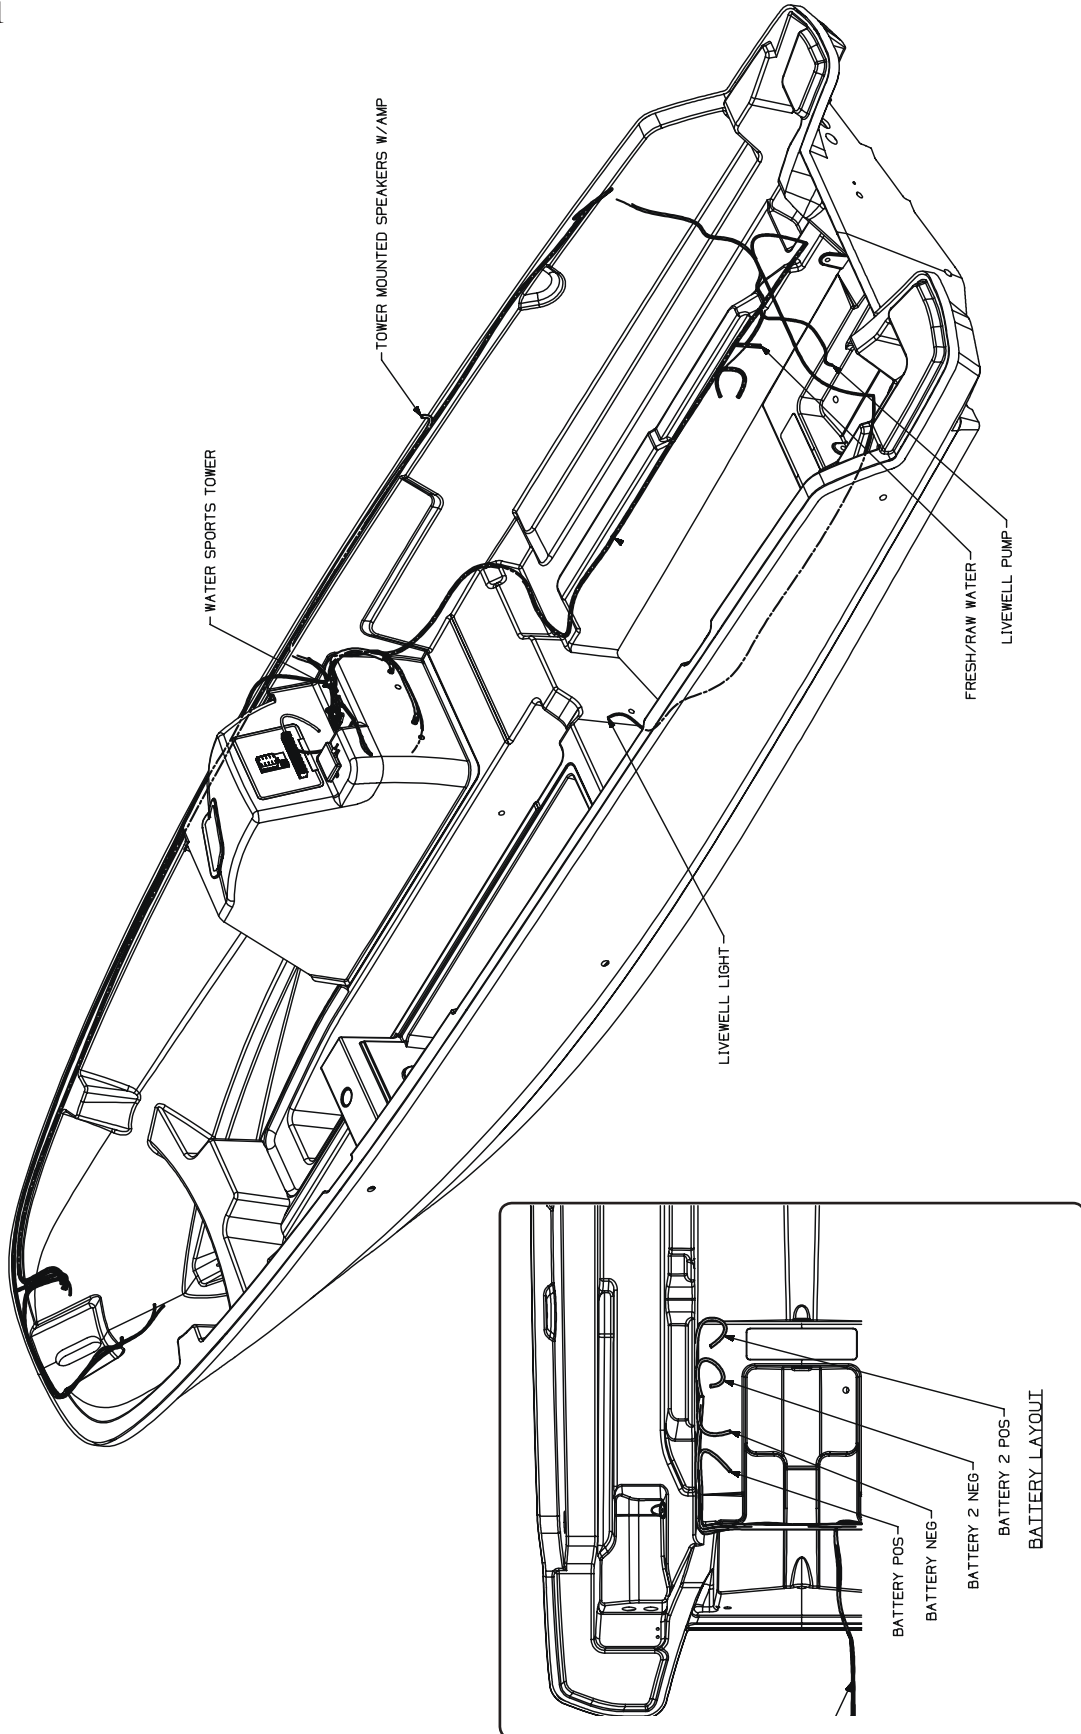 TOWER MOUNTED SPEAKERS W/AMP
WATER SPORTS TOWER
FRESH/RAW WATER
LIVEWELL PUMP
LIVEWELL LIGHT
BATTERY POS
BATTERY NEG
BATTERY 2 NEG
BATTERY 2 POS
BATTERY LAYOUT